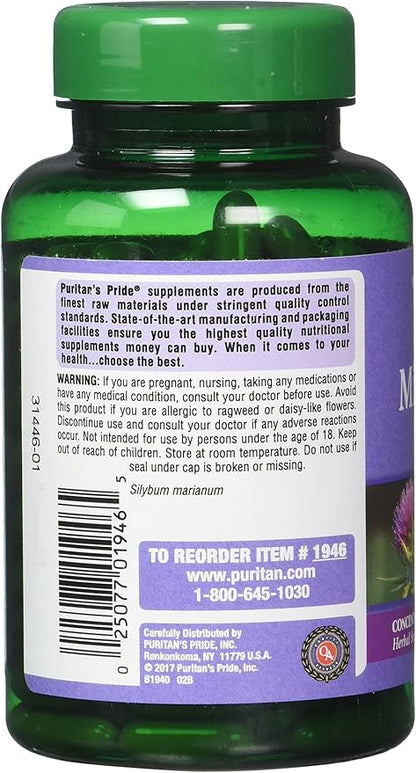 Puritan's Pride® supplements are produced from the
finest raw materials under stringent quality control
standards. State-of-the-art manufacturing and packaging
facilities ensure you the highest quality nutritional
supplements money can buy. When it comes to your
health...choose the best.
WARNING: If you are pregnant, nursing, taking any medications or
have any medical condition, consult your doctor before use. Avoid
this product if you are allergic to ragweed or daisy-like flowers.
Discontinue use and consult your doctor if any adverse reactions
occur. Not intended for use by persons under the age of 18. Keep
out of reach of children. Store at room temperature. Do not use if
seal under cap is broken or missing.
Silybum marianum
31446-01
0 25077 01946 5
TO REORDER ITEM # 1946
www.puritan.com
1-800-645-1030
Carefully Distributed by
PURITAN'S PRIDE, INC.
Ronkonkoma, NY 11779 U.S.A.
© 2017 Puritan's Pride, Inc.
B1940 02B
QA
M
CONCEN
Herbal